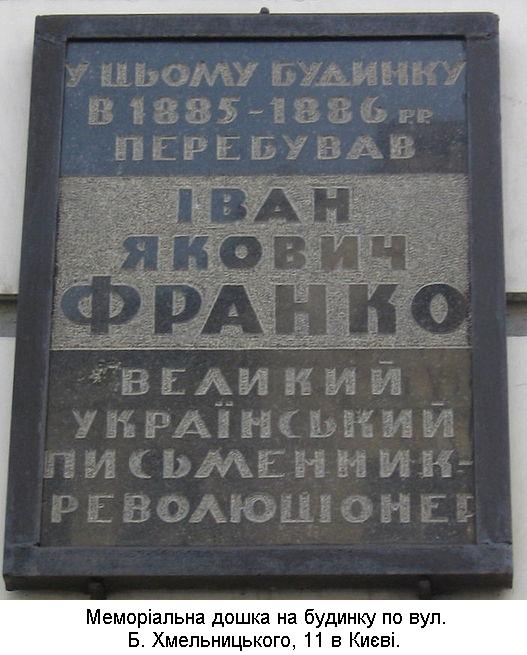 У ЦЬОМУ БУДИНКУ
В 1885-1886 РР
ПЕРЕБУВАВ
ІВАН
ЯКОВИЧ
ФРАНКО
ВЕЛИКИЙ
УКРАЇНСЬКИЙ
ПИСЬМЕННИК-
РЕВОЛЮЦІОНЕР
Меморіальна дошка на будинку по вул.
Б. Хмельницького, 11 в Києві.